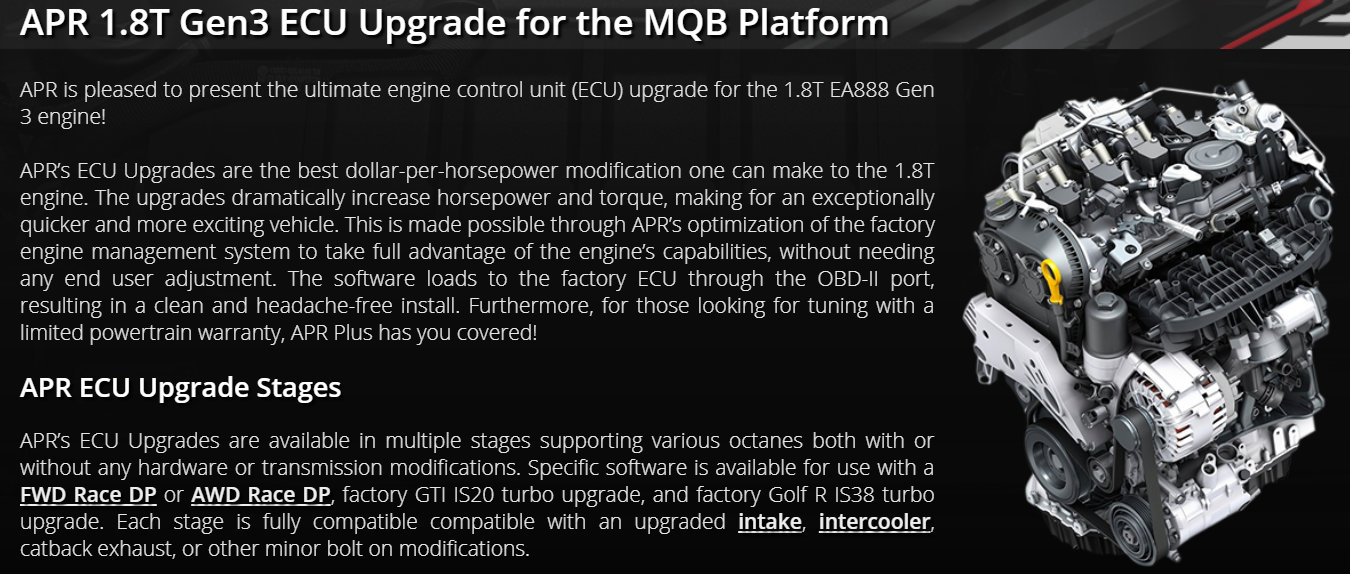 APR 1.8T Gen3 ECU Upgrade for the MQB Platform
APR is pleased to present the ultimate engine control unit (ECU) upgrade for the 1.8T EA888 Gen
3 engine!
APR's ECU Upgrades are the best dollar-per-horsepower modification one can make to the 1.8T
engine. The upgrades dramatically increase horsepower and torque, making for an exceptionally
quicker and more exciting vehicle. This is made possible through APR's optimization of the factory
engine management system to take full advantage of the engine's capabilities, without needing
any end user adjustment. The software loads to the factory ECU through the OBD-II port,
resulting in a clean and headache-free install. Furthermore, for those looking for tuning with a
limited powertrain warranty, APR Plus has you covered!
APR ECU Upgrade Stages
APR's ECU Upgrades are available in multiple stages supporting various octanes both with or
without any hardware or transmission modifications. Specific software is available for use with a
FWD Race DP or AWD Race DP, factory GTI IS20 turbo upgrade, and factory Golf R IS38 turbo
upgrade. Each stage is fully compatible compatible with an upgraded intake, intercooler,
catback exhaust, or other minor bolt on modifications.